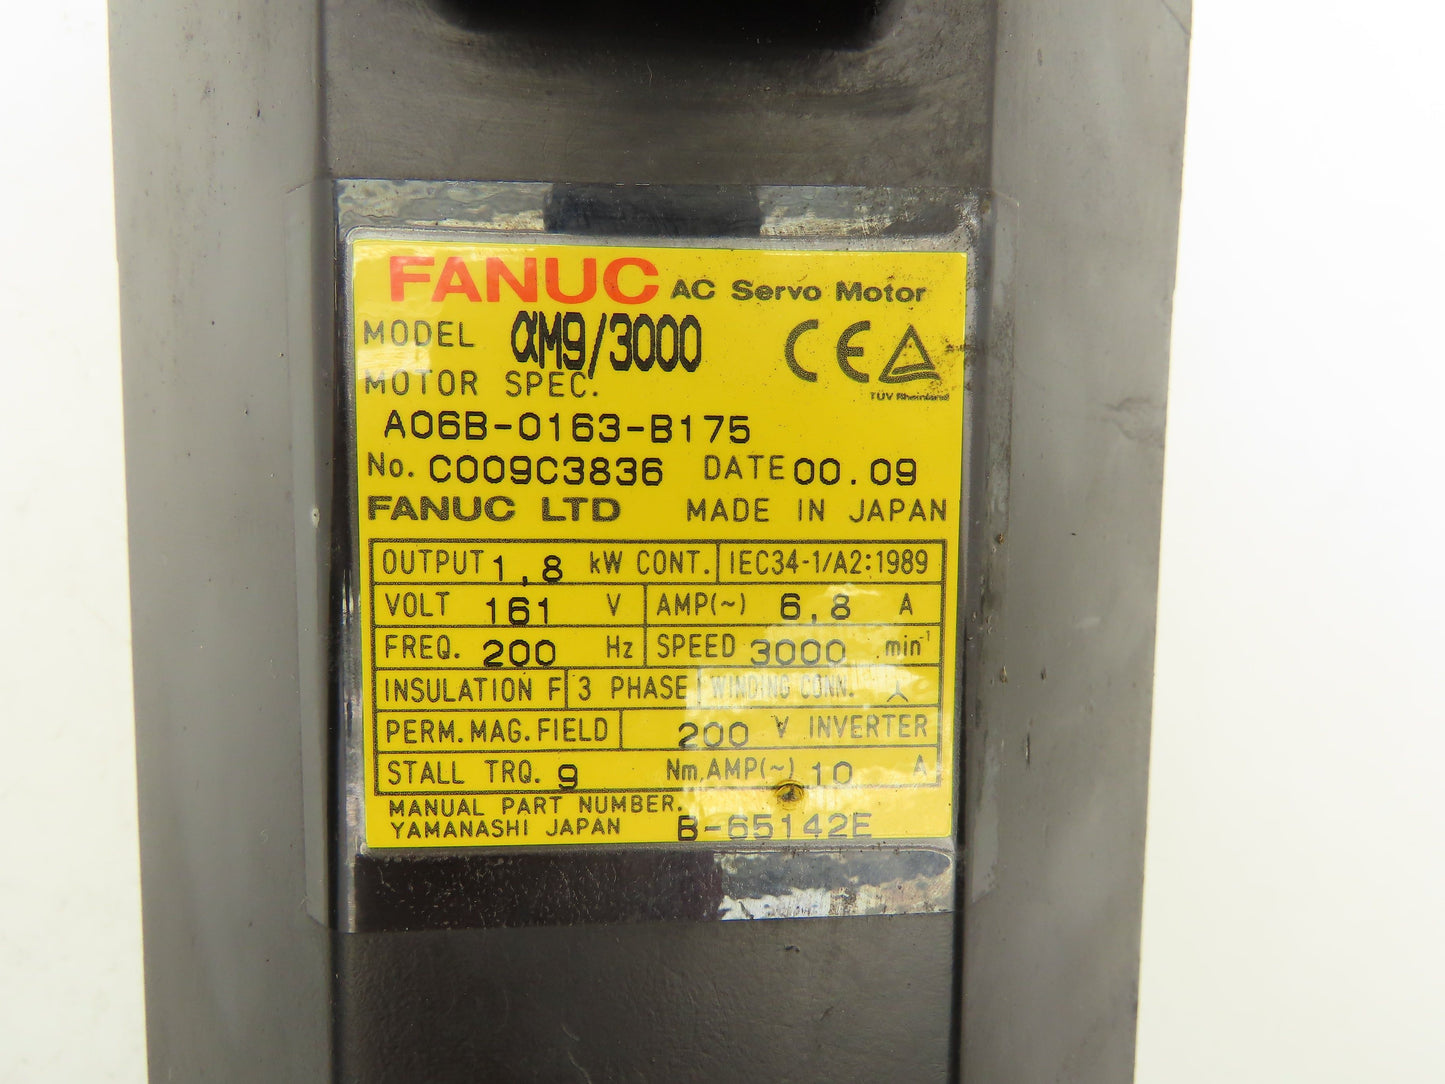 FANUC AC Servo Motor
MODEL αM9/3000
CE
TÜV Rheinland
MOTOR SPEC.
A06B-0163-B175
No. C009C3836 DATE 00.09
FANUC LTD MADE IN JAPAN
OUTPUT 1,8 kW CONT. IEC34-1/A2:1989
VOLT 161 V AMP(~) 6,8 A
FREQ. 200 Hz SPEED 3000 min⁻¹
INSULATION F 3 PHASE WINDING CONN. Y
PERM.MAG.FIELD 200 V INVERTER
STALL TRQ. 9 Nm,AMP(~) 10 A
MANUAL PART NUMBER.
YAMANASHI JAPAN B-65142E